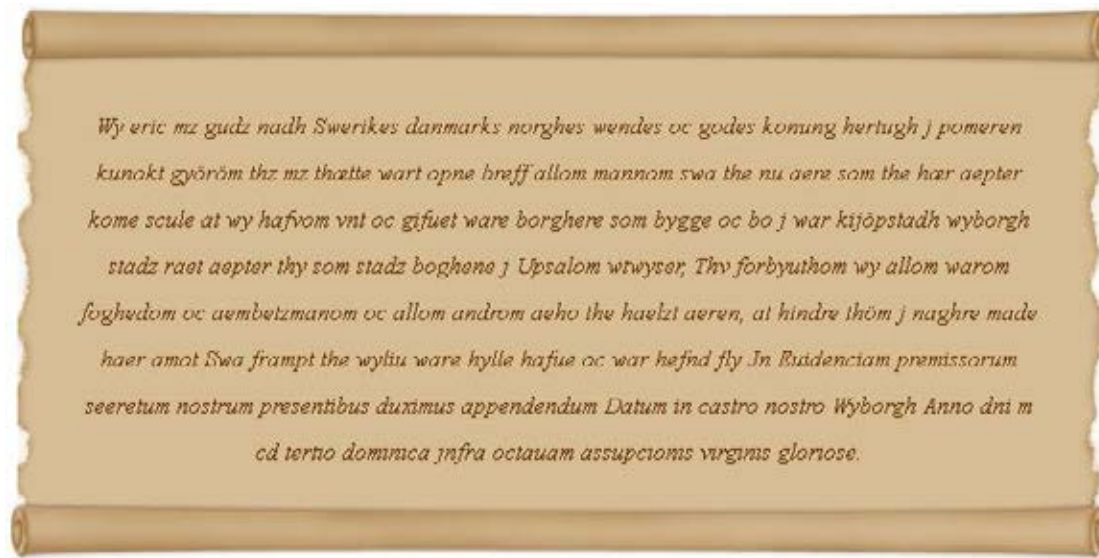 Wy eric mz gudz nadh Swerikes danmarks norghes wendes oc godes konung hertugh j pomeren
kunokt györöm thz mz thætte wart opne breff allom mannom swa the nu aere som the hær aepter
kome scule at wy hafvom vnt oc gifuet ware borghere som bygge oc bo j war kijöpstadh wyborgh
stadz raet aepter thy som stadz boghene j Upsalom wtwyser, Thy forbyuthom wy allom warom
foghedom oc aembetzmanom oc allom androm aeho the haelzt aeren, at hindre thöm j naghre made
haer amot Swa frampt the wyliu ware hylle hafue oc war hefnd fly Jn Euidenciam premissorum
seeretum nostrum presentibus duximus appendendum Datum in castro nostro Wyborgh Anno dni m
cd tertio dominica jnfra octauam assupcionis virginis gloriose.